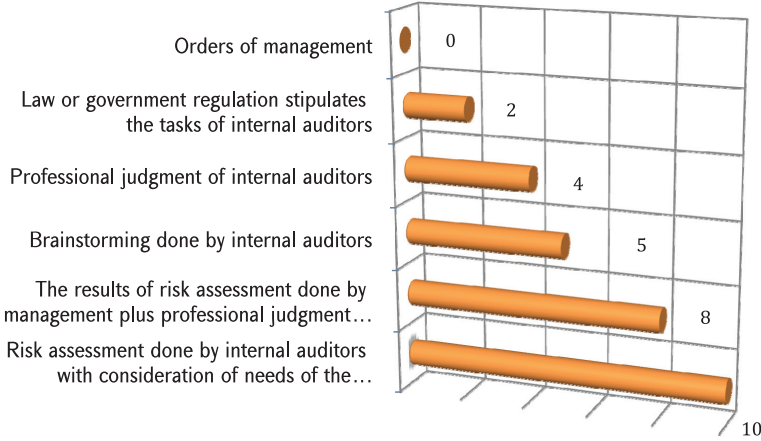 Orders of management
0
Law or government regulation stipulates
the tasks of internal auditors
2
Professional judgment of internal auditors
4
Brainstorming done by internal auditors
5
The results of risk assessment done by
management plus professional judgment…
8
Risk assessment done by internal auditors
with consideration of needs of the…
10